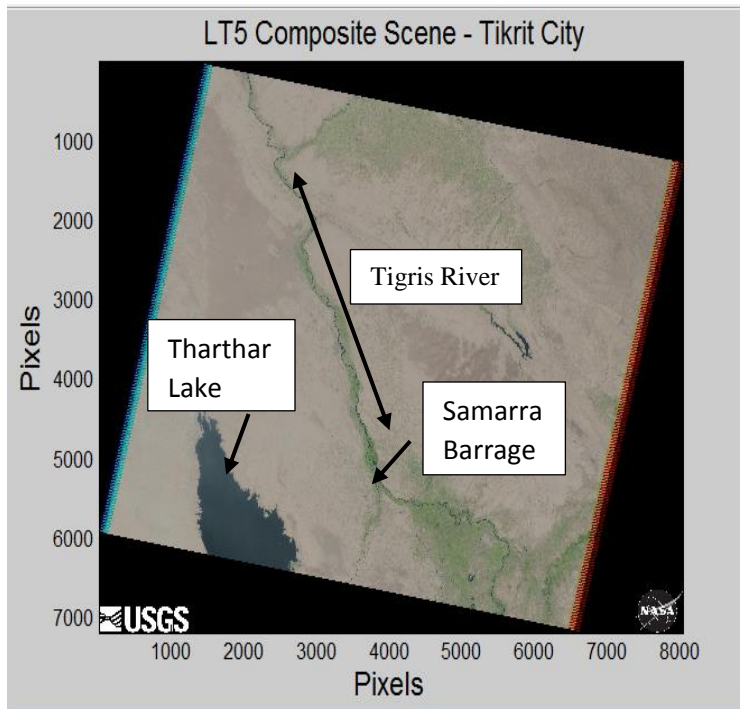 LT5 Composite Scene - Tikrit City
1000
2000
3000
4000
5000
6000
7000
Pixels
Tigris River
Tharthar
Lake
Samarra
Barrage
USGS
NASA
1000 2000 3000 4000 5000 6000 7000 8000
Pixels